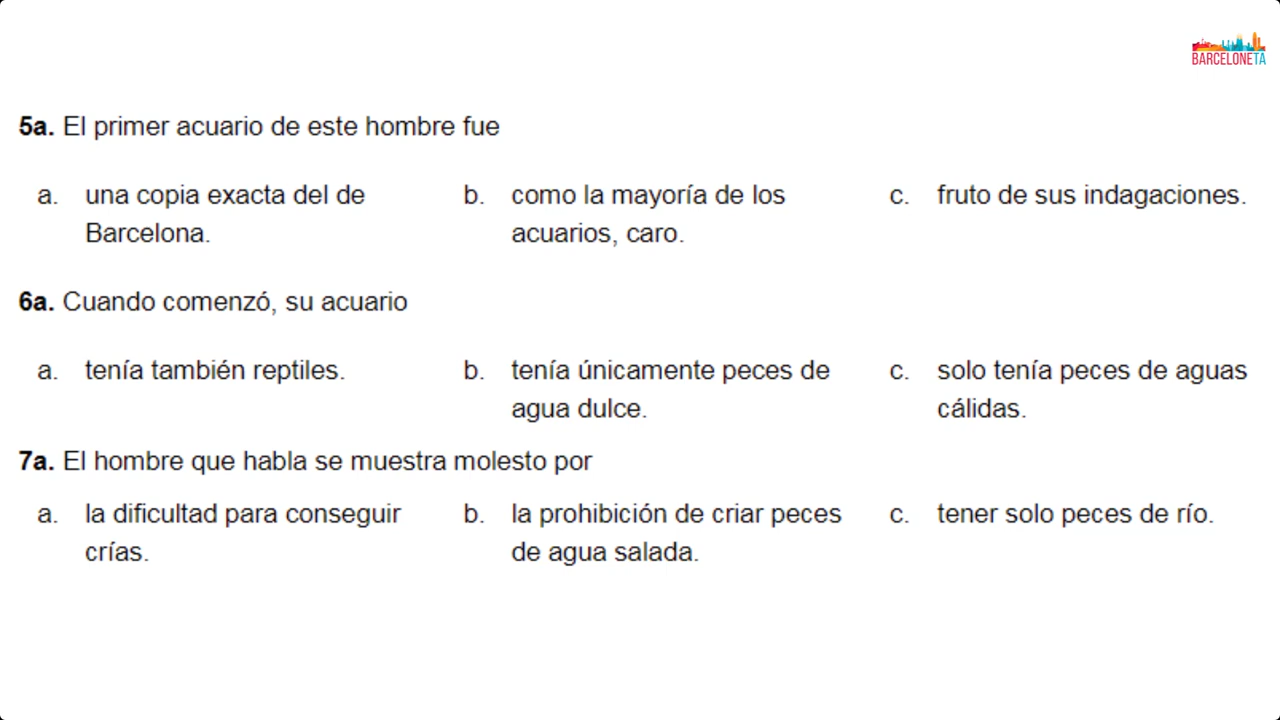 BARCELONETA
5a. El primer acuario de este hombre fue
a. una copia exacta del de
Barcelona.
b. como la mayoría de los
acuarios, caro.
c. fruto de sus indagaciones.
6a. Cuando comenzó, su acuario
a. tenía también reptiles.
b. tenía únicamente peces de
agua dulce.
c. solo tenía peces de aguas
cálidas.
7a. El hombre que habla se muestra molesto por
a. la dificultad para conseguir
crías.
b. la prohibición de criar peces
de agua salada.
c. tener solo peces de río.